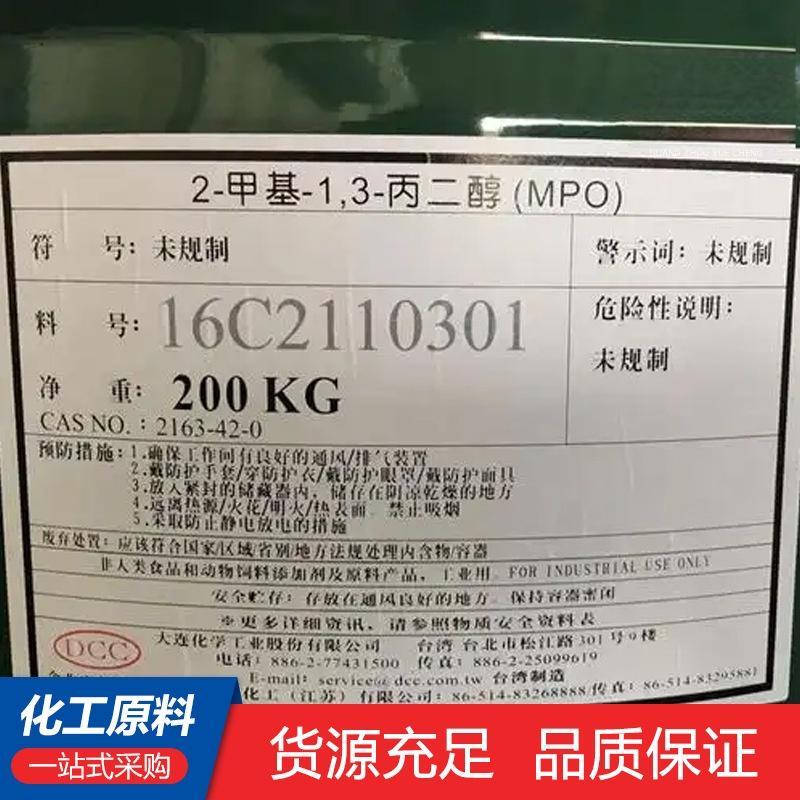 2-甲基-1,3-丙二醇(MPO)
符 号: 未规制
警示词: 未规制
料 号: 16C2110301
危险性说明:
未规制
净 重: 200 KG
CAS NO. : 2163-42-0
预防措施: 1.确保工作间有良好的通风/排气装置
2.戴防护手套/穿防护衣/戴防护眼罩/戴防护面具
3.放入紧封的储藏器内, 储存在阴凉乾燥的地方
4.远离热源/火花/明火/热表面. 禁止吸烟
5.采取防止静电放电的措施
废弃处置: 应该符合国家/区域/省别/地方法规处理内含物/容器
非人类食品和动物饲料添加剂及原料产品, 工业用. FOR INDUSTRIAL USE ONLY
安全贮存: 存放在通风良好的地方. 保持容器密闭
※更多详细资讯, 请参照物质安全资料表
DCC
大连化学工业股份有限公司 台湾 台北市松江路301号9楼
电话: 886-2-77431500 传真: 886-2-25099619
E-mail: service@dcc.com.tw 台湾制造
化工 (江苏) 有限公司: 86-514-83268888/传真: 86-514-83295881
化工原料
一站式采购
货源充足 品质保证